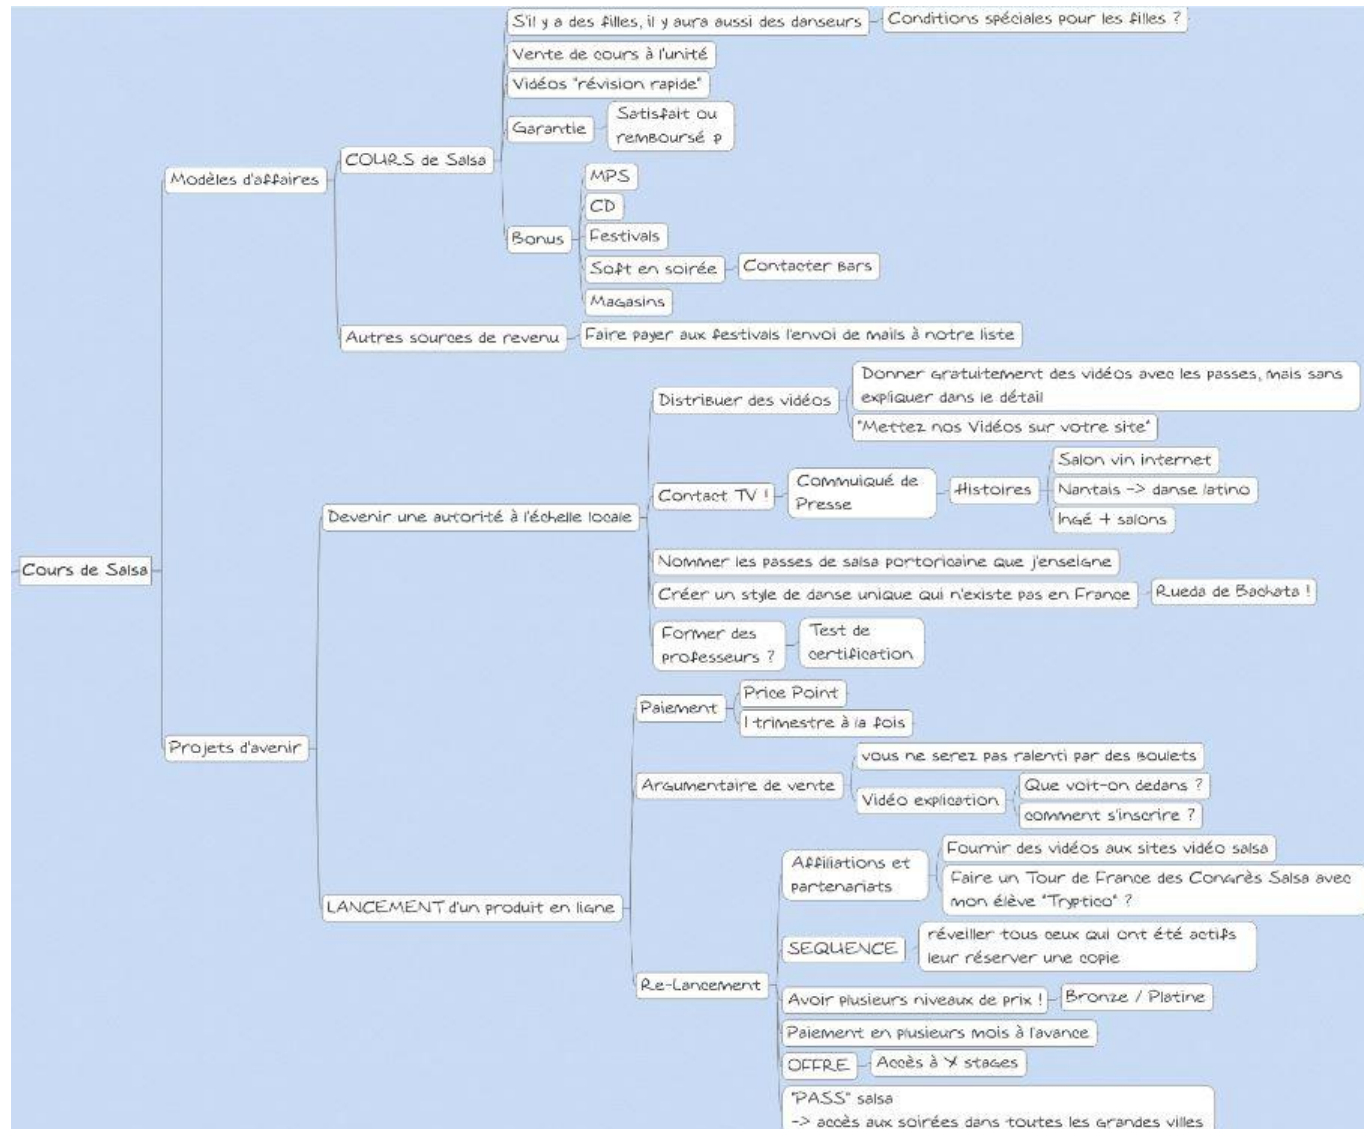 S'il y a des filles, il y aura aussi des danseurs
Conditions spéciales pour les filles ?
Vente de cours à l'unité
Vidéos "révision rapide"
Garantie
Satisfait ou
remboursé p
COURS de Salsa
Modèles d'affaires
MPS
CD
Bonus
Festivals
Soft en soirée
Contacter bars
Magasins
Autres sources de revenu
Faire payer aux festivals l'envoi de mails à notre liste
Donner gratuitement des vidéos avec les passes, mais sans
expliquer dans le détail
Distribuer des vidéos
"Mettez nos Vidéos sur votre site"
Salon vin internet
Contact TV !
Commuiqué de
Presse
Histoires
Nantais -> danse latino
Ingé + salons
Devenir une autorité à l'échelle locale
Nommer les passes de salsa portoricaine que j'enseigne
Cours de Salsa
Créer un style de danse unique qui n'existe pas en France
Rueda de Bachata !
Former des
professeurs ?
Test de
certification
Paiement
Price Point
1 trimestre à la fois
Projets d'avenir
vous ne serez pas ralenti par des boulets
Argumentaire de vente
Vidéo explication
Que voit-on dedans ?
comment s'inscrire ?
Affiliations et
partenariats
Fournir des vidéos aux sites vidéo salsa
Faire un Tour de France des Congrès Salsa avec
mon élève "Tryptico" ?
LANCEMENT d'un produit en ligne
SEQUENCE
réveiller tous ceux qui ont été actifs
leur réserver une copie
Re-Lancement
Avoir plusieurs niveaux de prix !
Bronze / Platine
Paiement en plusieurs mois à l'avance
OFFRE
Accès à X stages
"PASS" salsa
-> accès aux soirées dans toutes les grandes villes